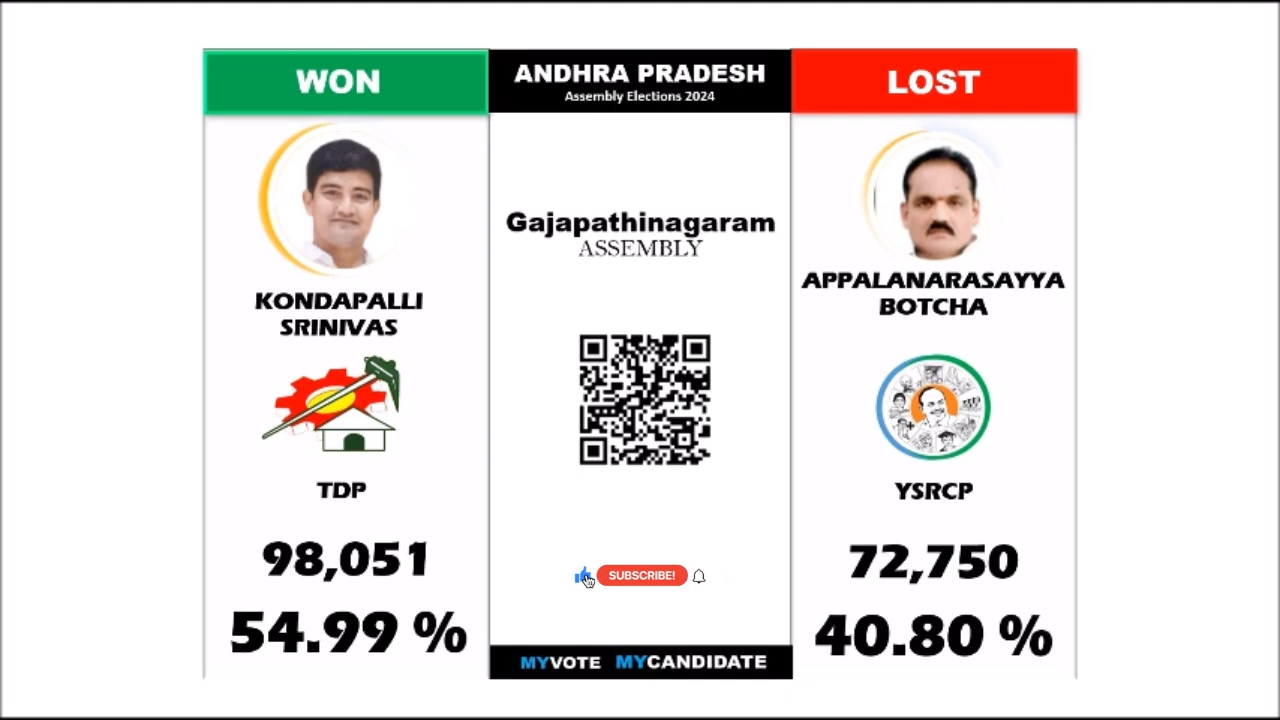 WON
KONDAPALLI
SRINIVAS
TDP
98,051
54.99 %
ANDHRA PRADESH
Assembly Elections 2024
Gajapathinagaram
ASSEMBLY
SUBSCRIBE!
MYVOTE MYCANDIDATE
LOST
APPALANARASAYYA
BOTCHA
YSRCP
72,750
40.80 %